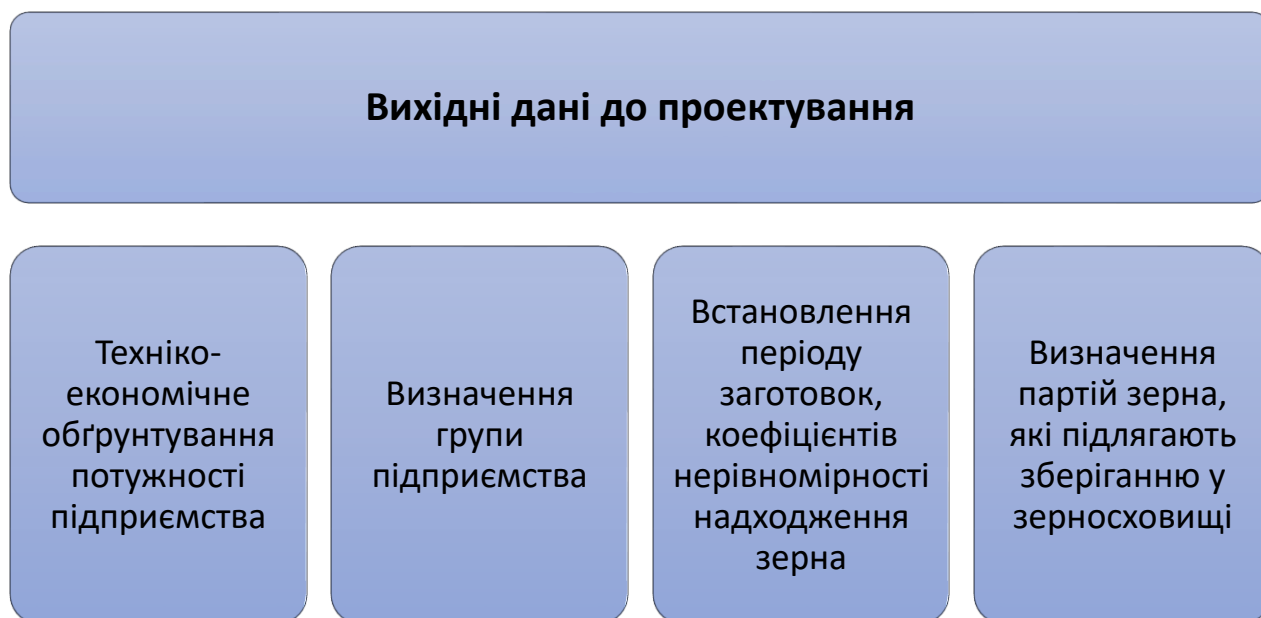 Вихідні дані до проектування
Техніко-
економічне
обґрунтування
потужності
підприємства
Визначення
групи
підприємства
Встановлення
періоду
заготовок,
коефіцієнтів
нерівномірності
надходження
зерна
Визначення
партій зерна,
які підлягають
зберіганню у
зерносховищі